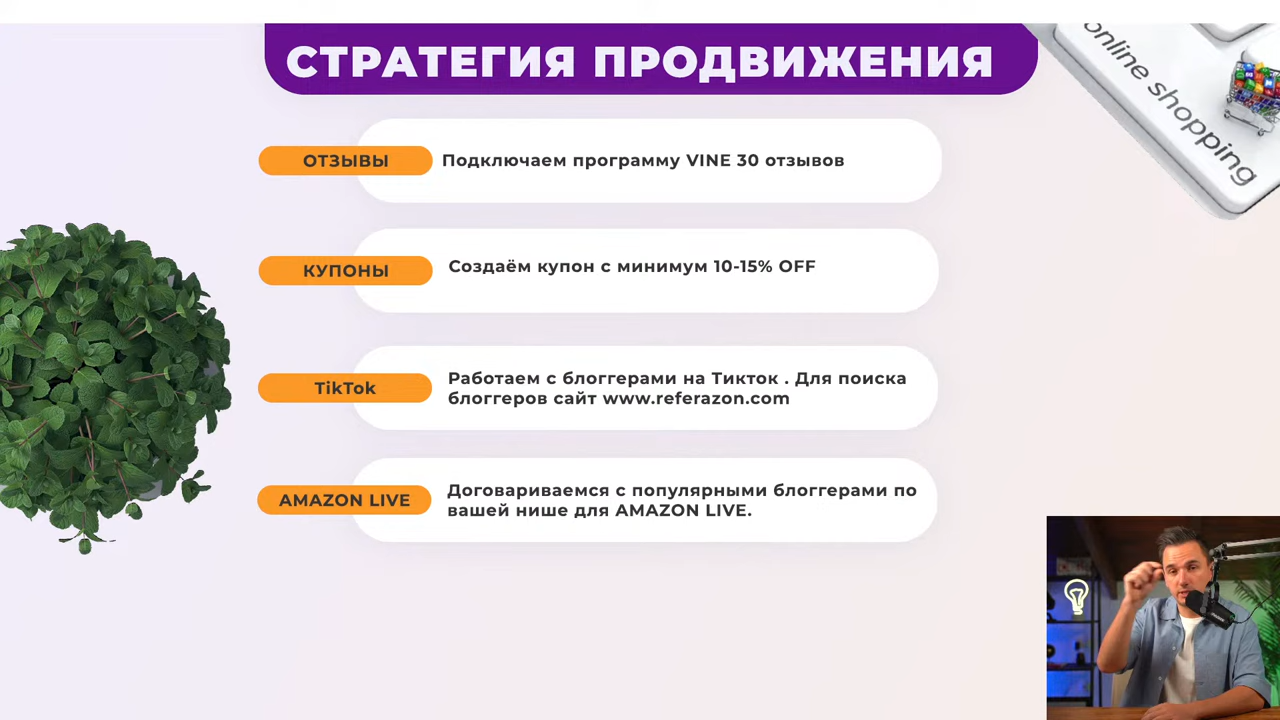 СТРАТЕГИЯ ПРОДВИЖЕНИЯ
online shopping
ОТЗЫВЫ
Подключаем программу VINE 30 отзывов
КУПОНЫ
Создаём купон с минимум 10-15% OFF
TikTok
Работаем с блоггерами на Тикток . Для поиска
блоггеров сайт www.referazon.com
AMAZON LIVE
Договариваемся с популярными блоггерами по
вашей нише для AMAZON LIVE.